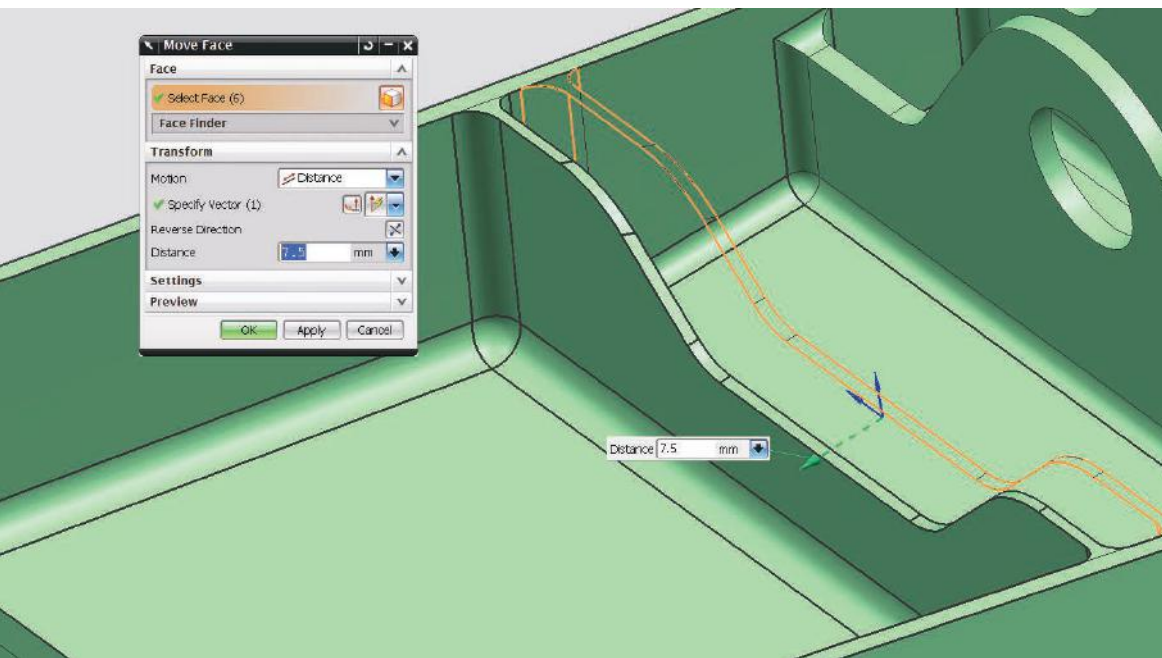 Move Face
Face
Select Face (6)
Face Finder
Transform
Motion Distance
Specify Vector (1)
Reverse Direction
Distance 7.5 mm
Settings
Preview
OK Apply Cancel
Distance 7.5 mm